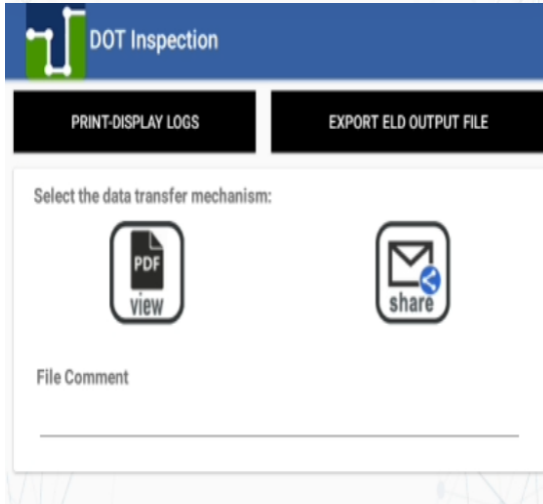 DOT Inspection
PRINT-DISPLAY LOGS
EXPORT ELD OUTPUT FILE
Select the data transfer mechanism:
PDF
view
share
File Comment